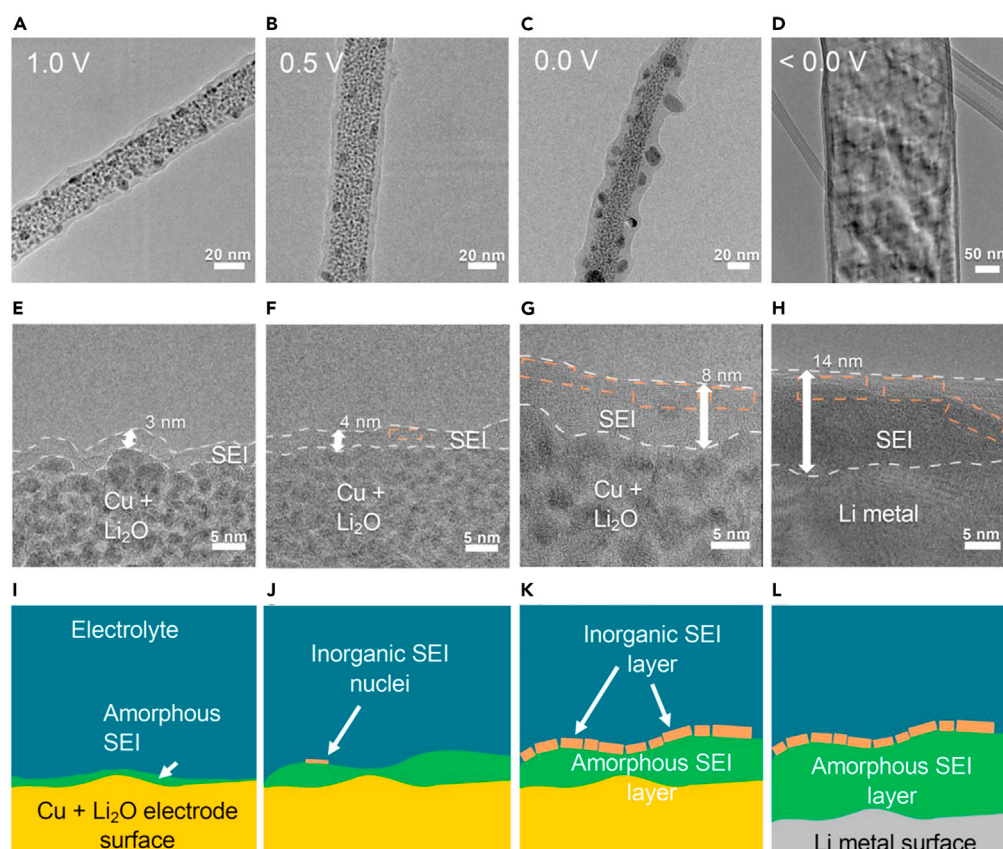 A
B
C
D
1.0 V
0.5 V
0.0 V
< 0.0 V
20 nm
20 nm
20 nm
50 nm
E
F
G
H
3 nm
SEI
Cu +
Li₂O
5 nm
4 nm
SEI
Cu +
Li₂O
5 nm
8 nm
SEI
Cu +
Li₂O
5 nm
14 nm
SEI
Li metal
5 nm
I
J
K
L
Electrolyte
Amorphous
SEI
Cu + Li₂O electrode
surface
Inorganic SEI
nuclei
Inorganic SEI
layer
Amorphous SEI
layer
Amorphous SEI
layer
Li metal surface